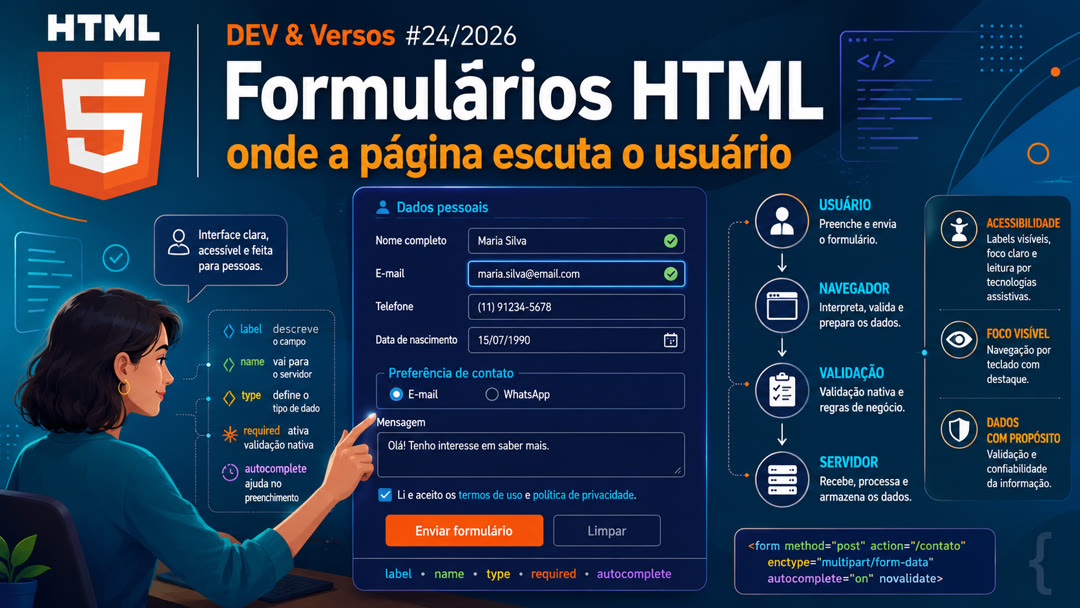 HTML
5
DEV & Versos #24/2026
Formulários HTML
onde a página escuta o usuário
</>
Interface clara,
acessível e feita
para pessoas.
label descreve
o campo
name vai para
o servidor
type define o
tipo de dado
required ativa
validação nativa
autocomplete
ajuda no
preenchimento
Dados pessoais
Nome completo
Maria Silva
E-mail
maria.silva@email.com
Telefone
(11) 91234-5678
Data de nascimento
15/07/1990
Preferência de contato
E-mail
WhatsApp
Mensagem
Olá! Tenho interesse em saber mais.
Li e aceito os termos de uso e política de privacidade.
Enviar formulário
Limpar
label • name • type • required • autocomplete
USUÁRIO
Preenche e envia
o formulário.
NAVEGADOR
Interpreta, valida e
prepara os dados.
VALIDAÇÃO
Validação nativa e
regras de negócio.
SERVIDOR
Recebe, processa e
armazena os dados.
ACESSIBILIDADE
Labels visíveis,
foco claro e
leitura por
tecnologias
assistivas.
FOCO VISÍVEL
Navegação por
teclado com
destaque.
DADOS
COM PROPÓSITO
Validação e
confiabilidade
da informação.
<form method="post" action="/contato"
enctype="multipart/form-data"
autocomplete="on" novalidate>
{